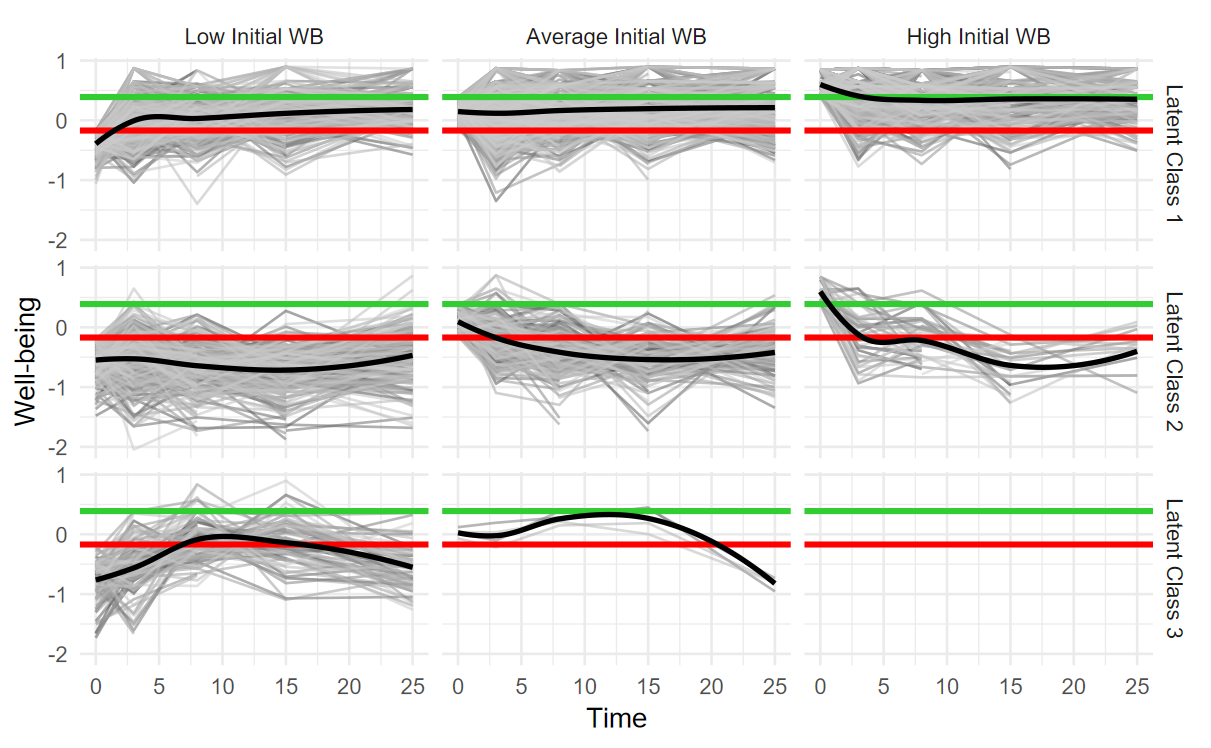 Low Initial WB
Average Initial WB
High Initial WB
1
0
-1
-2
Latent Class 1
1
0
-1
-2
Latent Class 2
1
0
-1
-2
Latent Class 3
Well-being
0 5 10 15 20 25
0 5 10 15 20 25
0 5 10 15 20 25
Time